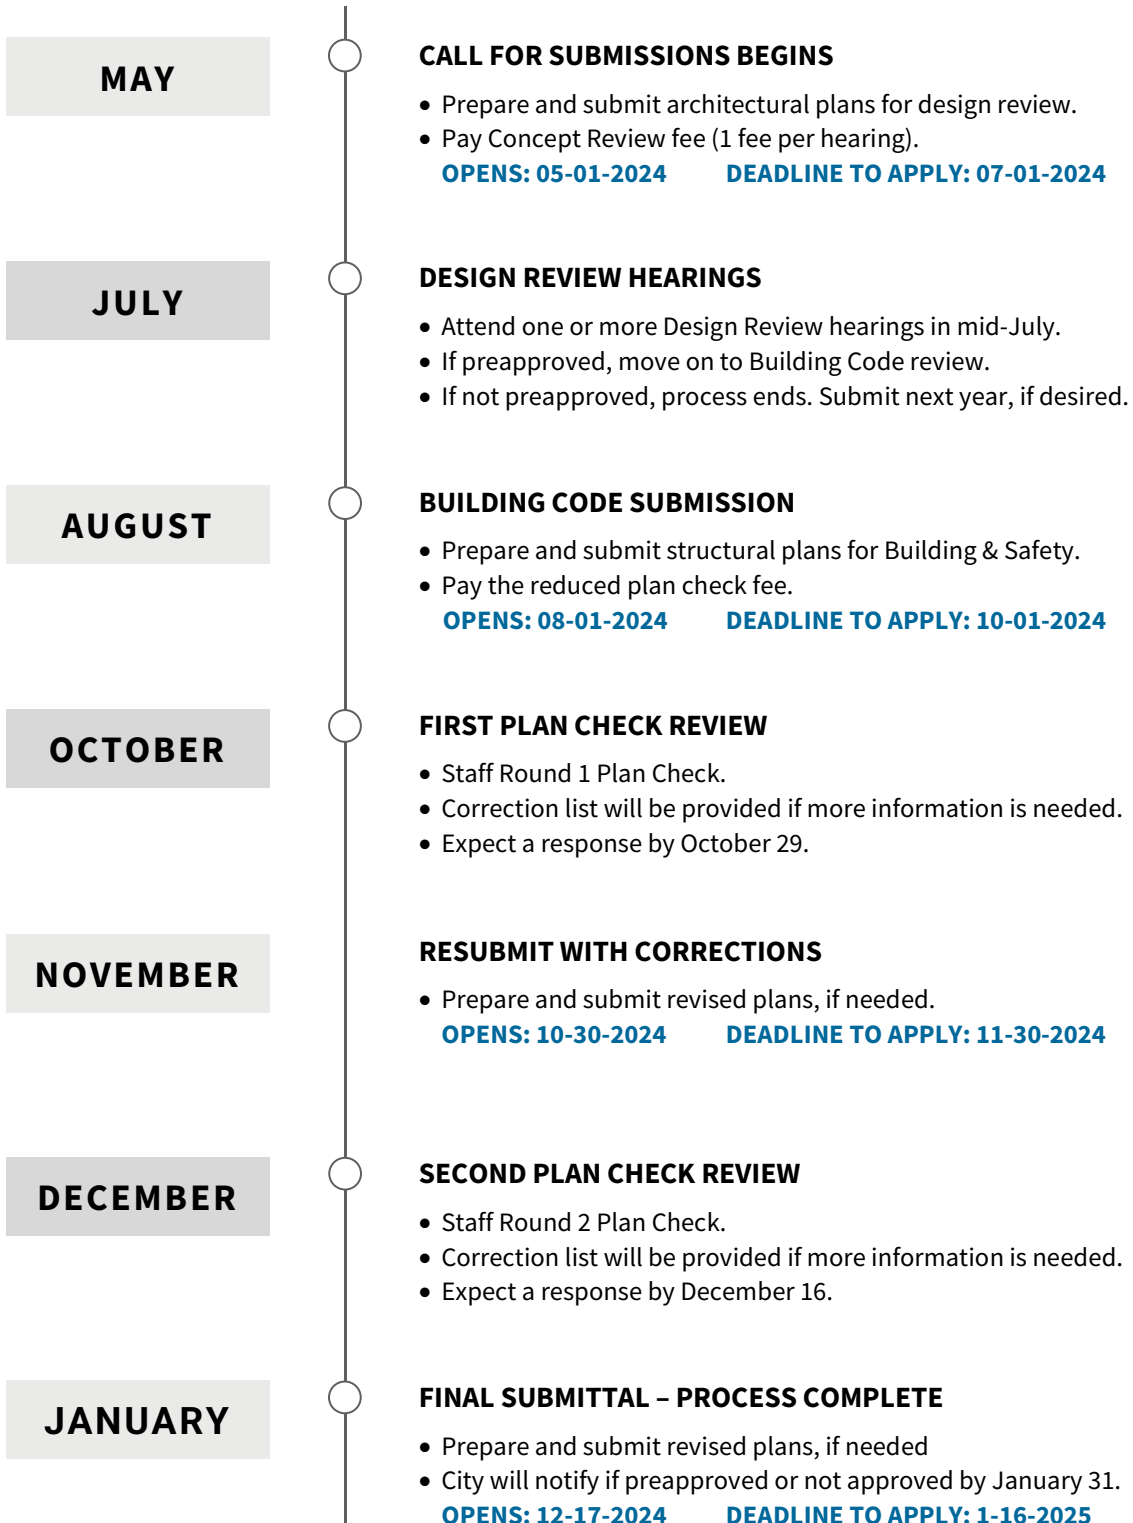 MAY
CALL FOR SUBMISSIONS BEGINS
• Prepare and submit architectural plans for design review.
• Pay Concept Review fee (1 fee per hearing).
OPENS: 05-01-2024 DEADLINE TO APPLY: 07-01-2024
JULY
DESIGN REVIEW HEARINGS
• Attend one or more Design Review hearings in mid-July.
• If preapproved, move on to Building Code review.
• If not preapproved, process ends. Submit next year, if desired.
AUGUST
BUILDING CODE SUBMISSION
• Prepare and submit structural plans for Building & Safety.
• Pay the reduced plan check fee.
OPENS: 08-01-2024 DEADLINE TO APPLY: 10-01-2024
OCTOBER
FIRST PLAN CHECK REVIEW
• Staff Round 1 Plan Check.
• Correction list will be provided if more information is needed.
• Expect a response by October 29.
NOVEMBER
RESUBMIT WITH CORRECTIONS
• Prepare and submit revised plans, if needed.
OPENS: 10-30-2024 DEADLINE TO APPLY: 11-30-2024
DECEMBER
SECOND PLAN CHECK REVIEW
• Staff Round 2 Plan Check.
• Correction list will be provided if more information is needed.
• Expect a response by December 16.
JANUARY
FINAL SUBMITTAL – PROCESS COMPLETE
• Prepare and submit revised plans, if needed
• City will notify if preapproved or not approved by January 31.
OPENS: 12-17-2024 DEADLINE TO APPLY: 1-16-2025